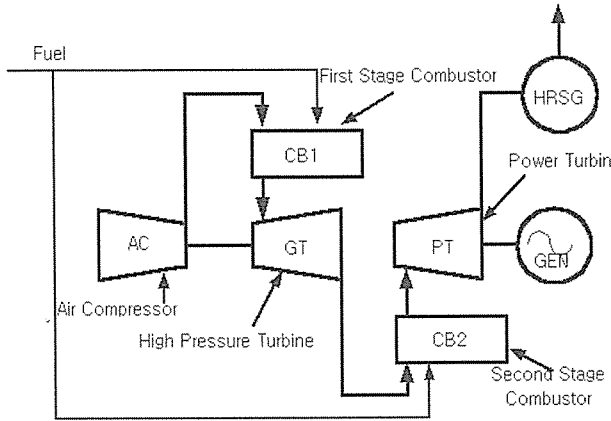 Fuel
First Stage Combustor
HRSG
CB1
Power Turbin
AC
GT
PT
GEN
Air Compressor
High Pressure Turbine
CB2
Second Stage
Combustor